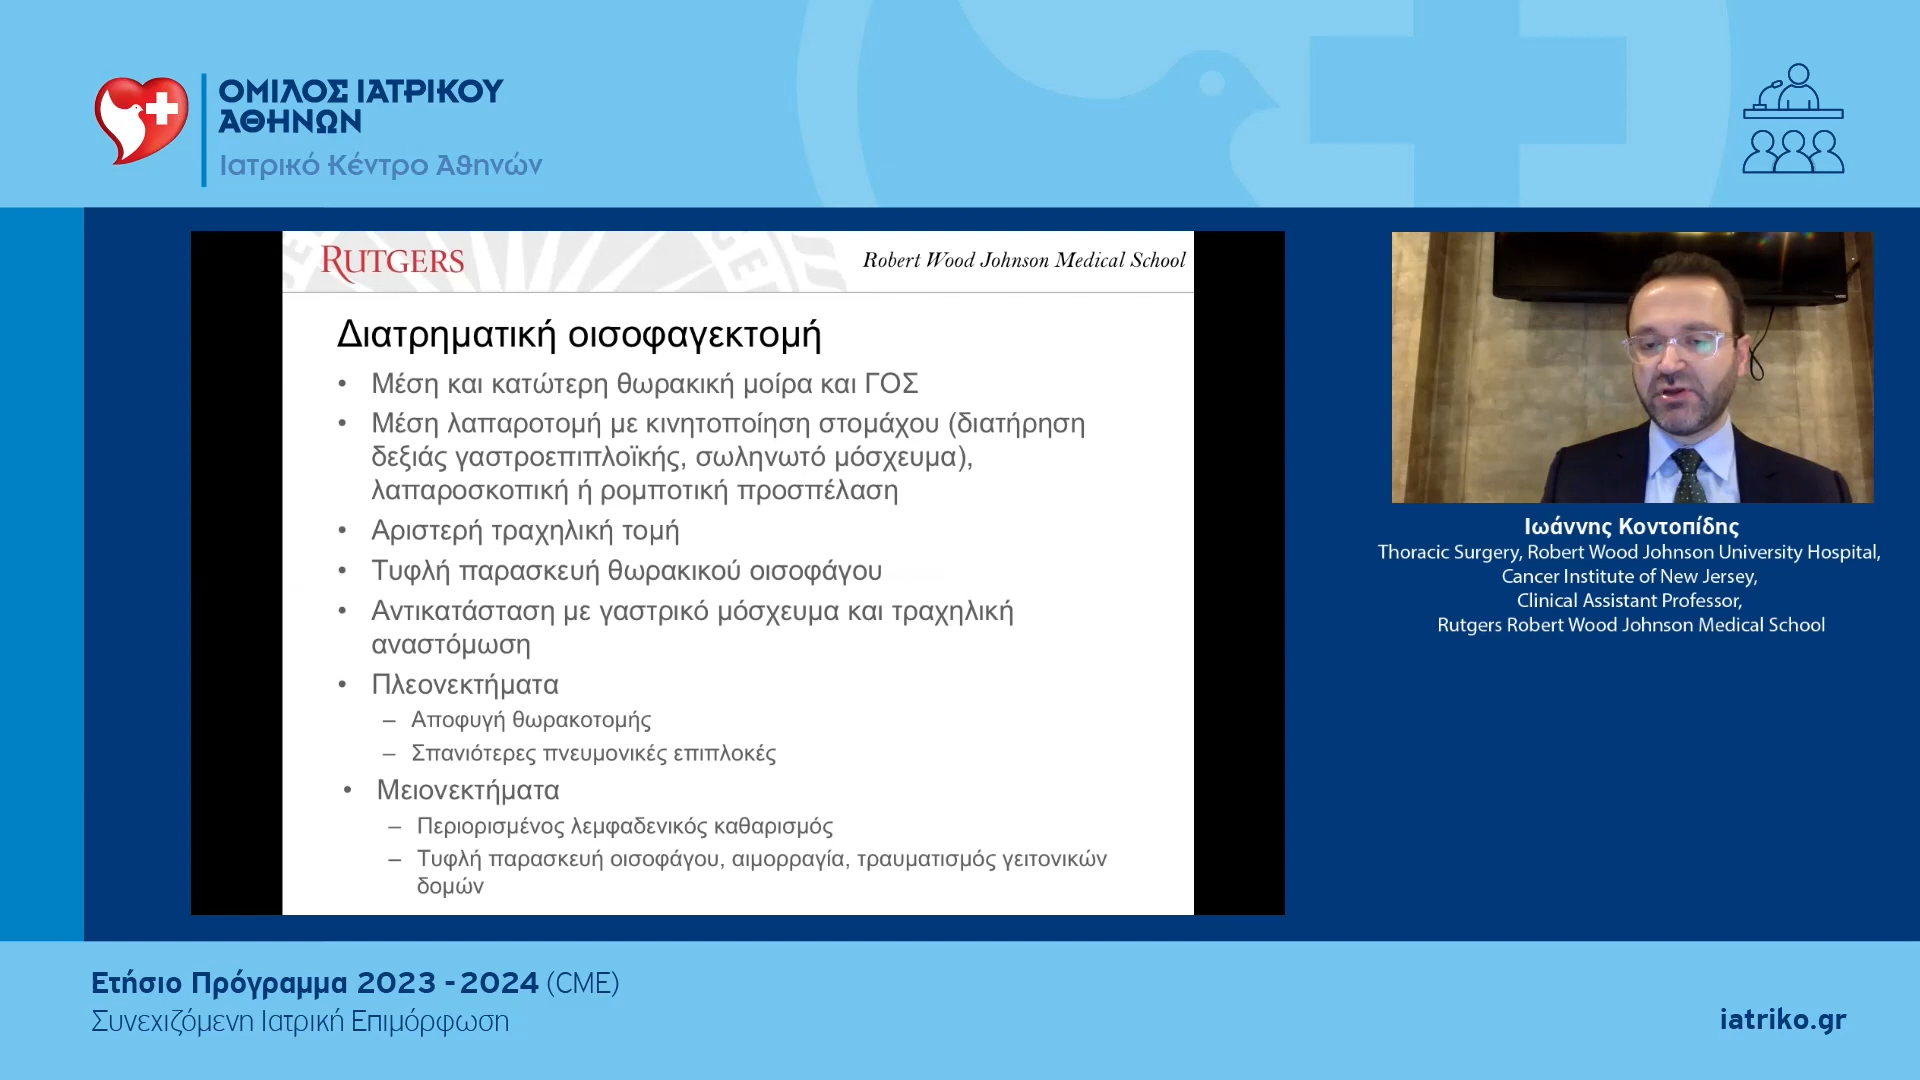 ΟΜΙΛΟΣ ΙΑΤΡΙΚΟΥ
ΑΘΗΝΩΝ
Ιατρικό Κέντρο Αθηνών
RUTGERS
Robert Wood Johnson Medical School
Διατρηματική οισοφαγεκτομή
• Μέση και κατώτερη θωρακική μοίρα και ΓΟΣ
• Μέση λαπαροτομή με κινητοποίηση στομάχου (διατήρηση
δεξιάς γαστροεπιπλοϊκής, σωληνωτό μόσχευμα),
λαπαροσκοπική ή ρομποτική προσπέλαση
• Αριστερή τραχηλική τομή
• Τυφλή παρασκευή θωρακικού οισοφάγου
• Αντικατάσταση με γαστρικό μόσχευμα και τραχηλική
αναστόμωση
• Πλεονεκτήματα
– Αποφυγή θωρακοτομής
– Σπανιότερες πνευμονικές επιπλοκές
• Μειονεκτήματα
– Περιορισμένος λεμφαδενικός καθαρισμός
– Τυφλή παρασκευή οισοφάγου, αιμορραγία, τραυματισμός γειτονικών
δομών
Ιωάννης Κοντοπίδης
Thoracic Surgery, Robert Wood Johnson University Hospital,
Cancer Institute of New Jersey,
Clinical Assistant Professor,
Rutgers Robert Wood Johnson Medical School
Ετήσιο Πρόγραμμα 2023 - 2024 (CME)
Συνεχιζόμενη Ιατρική Επιμόρφωση
iatriko.gr